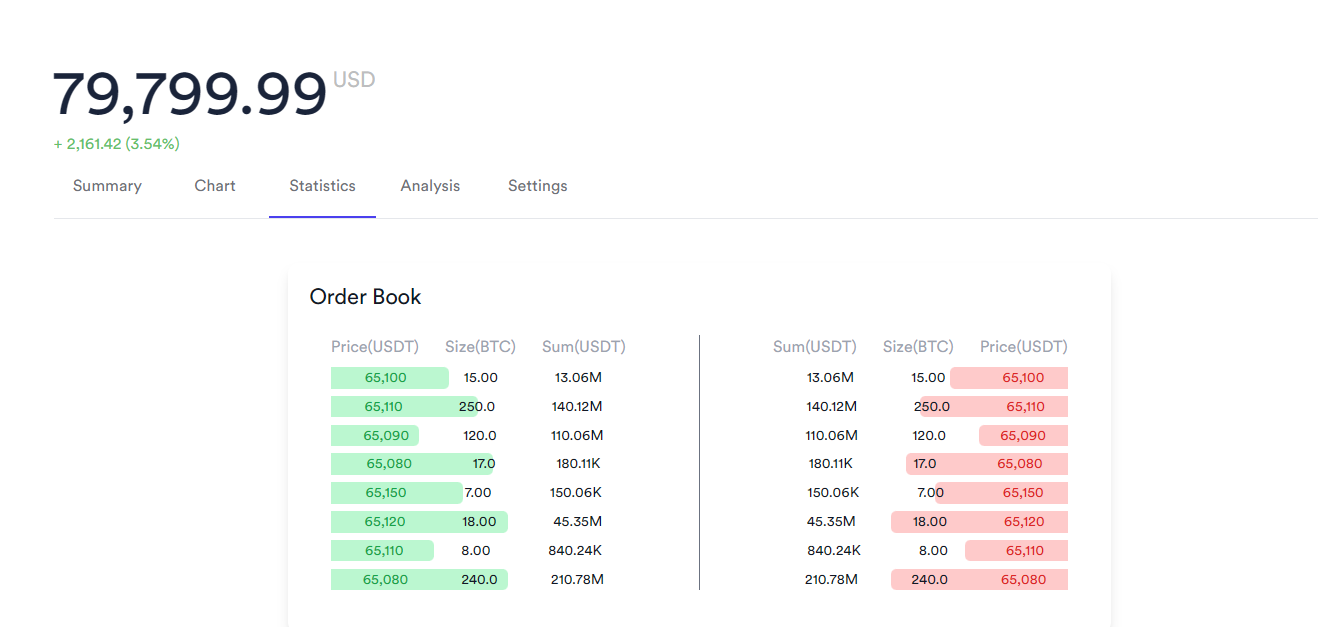 79,799.99 USD
+ 2,161.42 (3.54%)
Summary Chart Statistics Analysis Settings
Order Book
Price(USDT) Size(BTC) Sum(USDT) Sum(USDT) Size(BTC) Price(USDT)
65,100 15.00 13.06M 13.06M 15.00 65,100
65,110 250.0 140.12M 140.12M 250.0 65,110
65,090 120.0 110.06M 110.06M 120.0 65,090
65,080 17.0 180.11K 180.11K 17.0 65,080
65,150 7.00 150.06K 150.06K 7.00 65,150
65,120 18.00 45.35M 45.35M 18.00 65,120
65,110 8.00 840.24K 840.24K 8.00 65,110
65,080 240.0 210.78M 210.78M 240.0 65,080